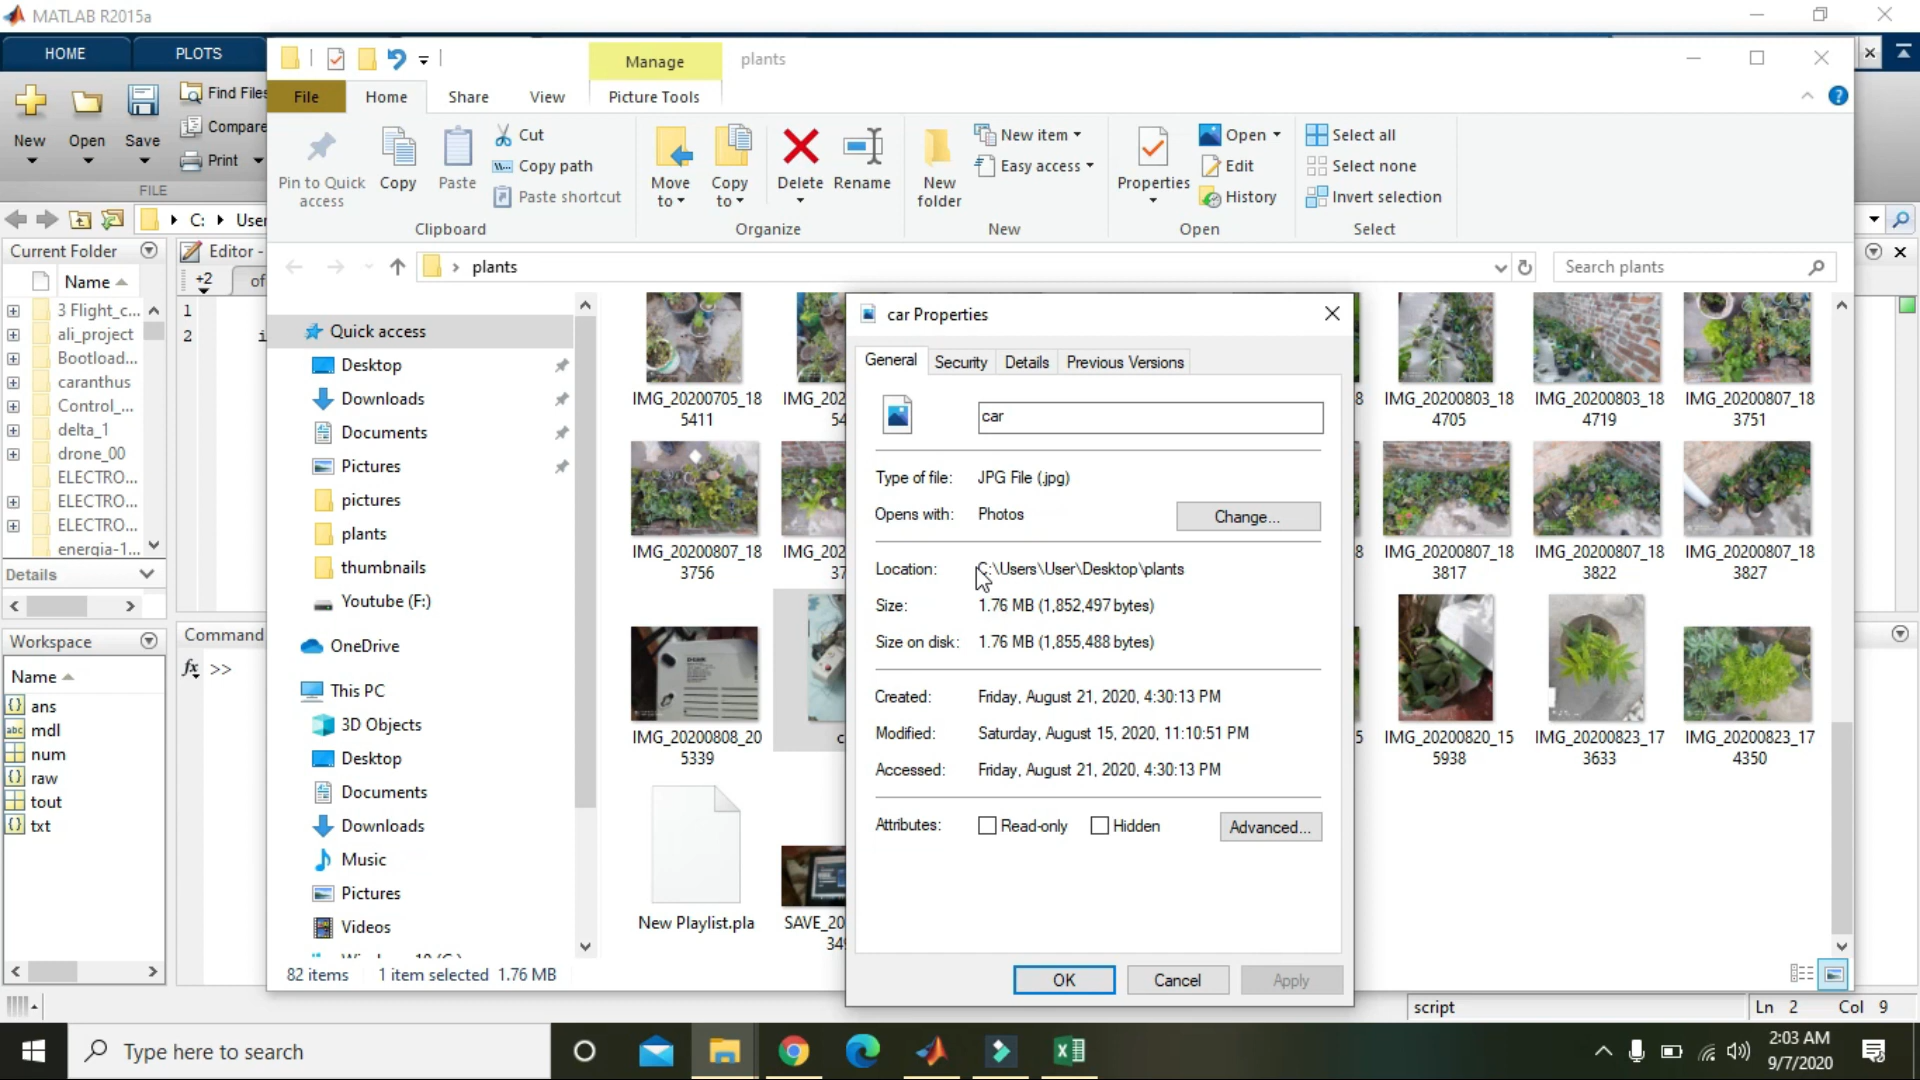 MATLAB R2015a
HOME
PLOTS
Manage
plants
File
Home
Share
View
Picture Tools
New
Open
Save
Find Files
Compare
Print
FILE
Pin to Quick access
Copy
Paste
Cut
Copy path
Paste shortcut
Clipboard
Move to
Copy to
Delete
Rename
Organize
New folder
New item
Easy access
New
Properties
Open
Edit
History
Open
Select all
Select none
Invert selection
Select
C:
plants
Search plants
Current Folder
Editor -
Name
+2
3 Flight_c...
ali_project
Bootload...
caranthus
Control_...
delta_1
drone_00
ELECTRO...
ELECTRO...
ELECTRO...
energia-1...
Details
Workspace
Name
ans
mdl
num
raw
tout
txt
1
2
Command
fx >>
Quick access
Desktop
Downloads
Documents
Pictures
pictures
plants
thumbnails
Youtube (F:)
OneDrive
This PC
3D Objects
Desktop
Documents
Downloads
Music
Pictures
Videos
82 items
1 item selected 1.76 MB
IMG_20200705_18
5411
IMG_20200803_18
4705
IMG_20200803_18
4719
IMG_20200807_18
3751
IMG_20200807_18
3756
IMG_20200807_18
3817
IMG_20200807_18
3822
IMG_20200807_18
3827
IMG_20200808_20
5339
IMG_20200820_15
5938
IMG_20200823_17
3633
IMG_20200823_17
4350
New Playlist.pla
car Properties
General
Security
Details
Previous Versions
car
Type of file: JPG File (.jpg)
Opens with: Photos
Change...
Location: C:\Users\User\Desktop\plants
Size: 1.76 MB (1,852,497 bytes)
Size on disk: 1.76 MB (1,855,488 bytes)
Created: Friday, August 21, 2020, 4:30:13 PM
Modified: Saturday, August 15, 2020, 11:10:51 PM
Accessed: Friday, August 21, 2020, 4:30:13 PM
Attributes:
Read-only
Hidden
Advanced...
OK
Cancel
Apply
script
Ln 2
Col 9
Type here to search
2:03 AM
9/7/2020